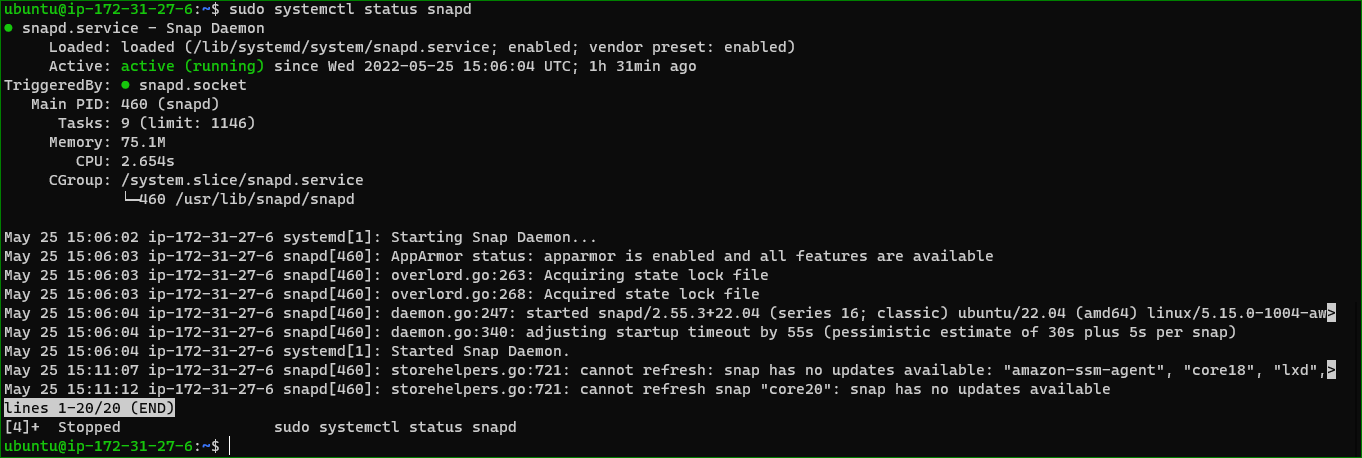 ubuntu@ip-172-31-27-6:~$ sudo systemctl status snapd
● snapd.service - Snap Daemon
     Loaded: loaded (/lib/systemd/system/snapd.service; enabled; vendor preset: enabled)
     Active: active (running) since Wed 2022-05-25 15:06:04 UTC; 1h 31min ago
TriggeredBy: ● snapd.socket
   Main PID: 460 (snapd)
      Tasks: 9 (limit: 1146)
     Memory: 75.1M
        CPU: 2.654s
     CGroup: /system.slice/snapd.service
             └─460 /usr/lib/snapd/snapd

May 25 15:06:02 ip-172-31-27-6 systemd[1]: Starting Snap Daemon...
May 25 15:06:03 ip-172-31-27-6 snapd[460]: AppArmor status: apparmor is enabled and all features are available
May 25 15:06:03 ip-172-31-27-6 snapd[460]: overlord.go:263: Acquiring state lock file
May 25 15:06:03 ip-172-31-27-6 snapd[460]: overlord.go:268: Acquired state lock file
May 25 15:06:04 ip-172-31-27-6 snapd[460]: daemon.go:247: started snapd/2.55.3+22.04 (series 16; classic) ubuntu/22.04 (amd64) linux/5.15.0-1004-aw>
May 25 15:06:04 ip-172-31-27-6 snapd[460]: daemon.go:340: adjusting startup timeout by 55s (pessimistic estimate of 30s plus 5s per snap)
May 25 15:06:04 ip-172-31-27-6 systemd[1]: Started Snap Daemon.
May 25 15:11:07 ip-172-31-27-6 snapd[460]: storehelpers.go:721: cannot refresh: snap has no updates available: "amazon-ssm-agent", "core18", "lxd",>
May 25 15:11:12 ip-172-31-27-6 snapd[460]: storehelpers.go:721: cannot refresh snap "core20": snap has no updates available
lines 1-20/20 (END)
[4]+  Stopped                 sudo systemctl status snapd
ubuntu@ip-172-31-27-6:~$